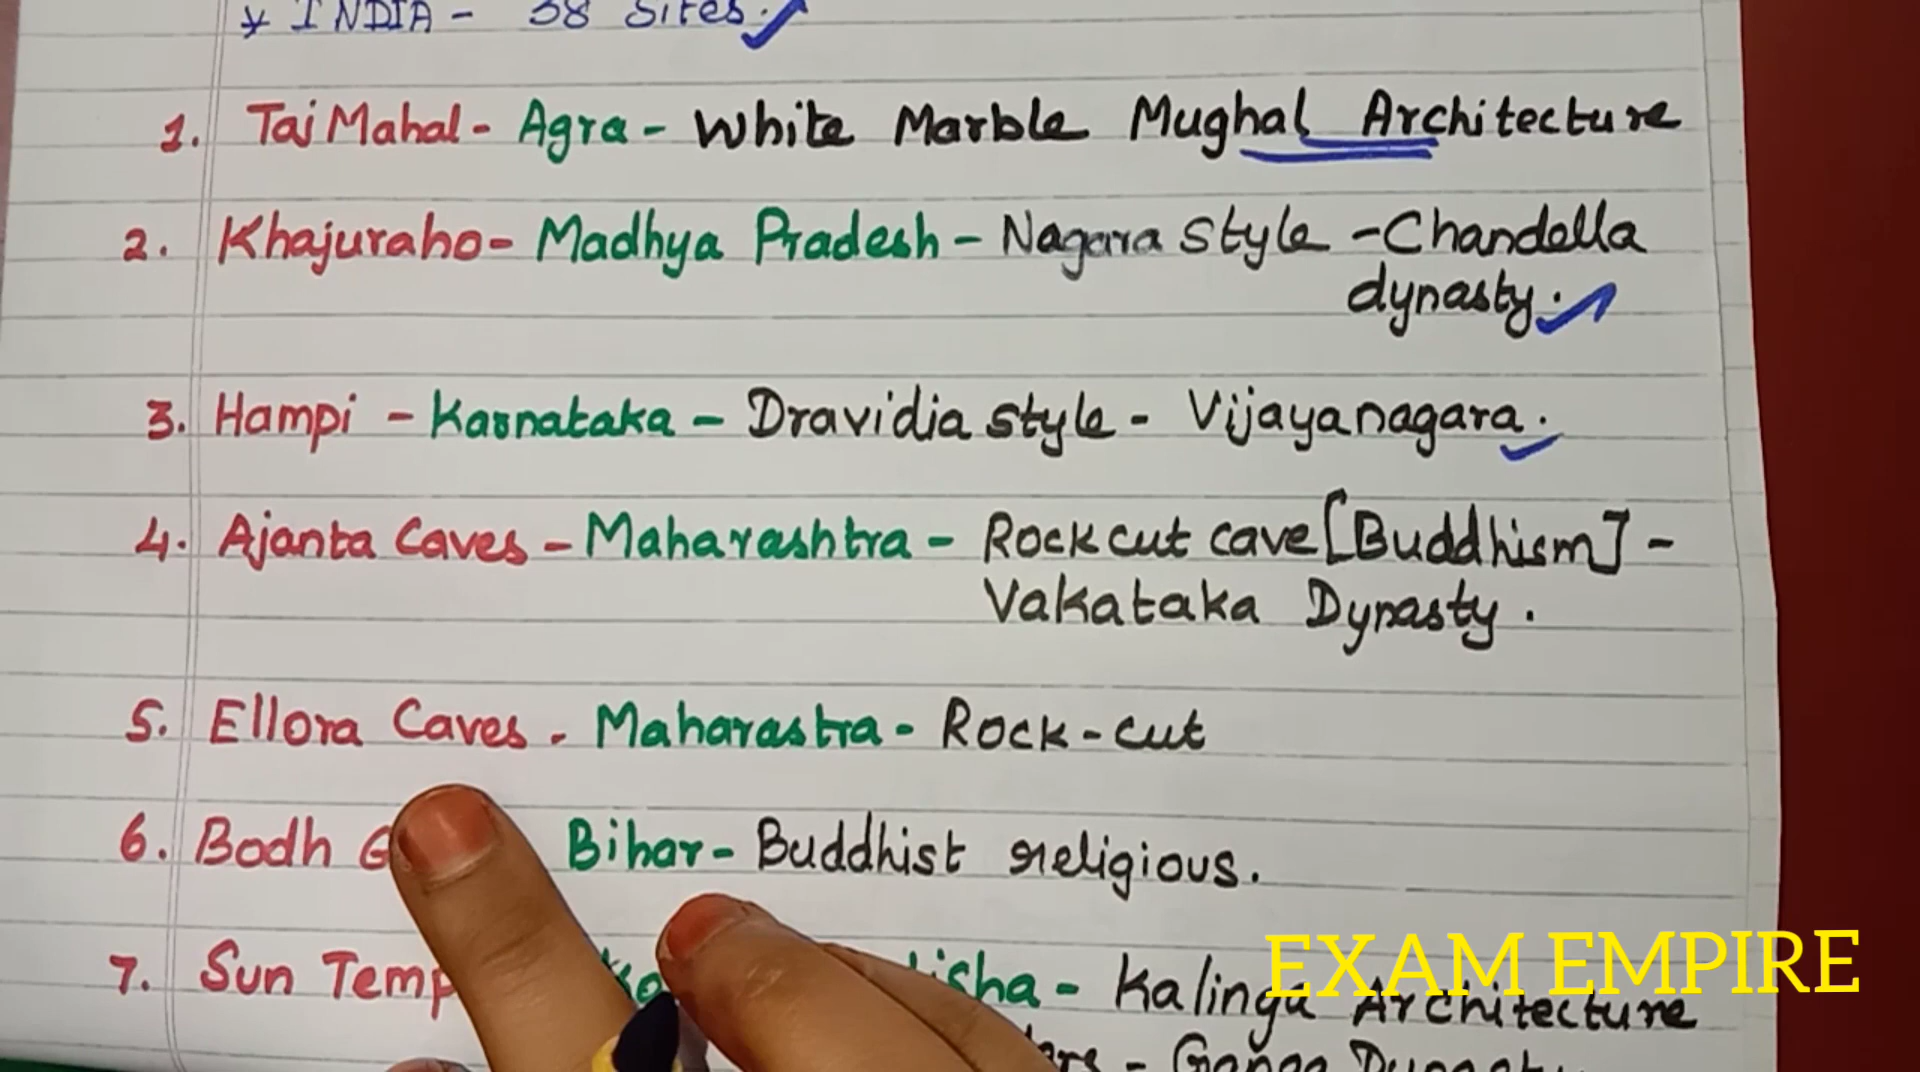 * INDIA - 38 Sites.
1. Taj Mahal - Agra - White Marble Mughal Architecture
2. Khajuraho - Madhya Pradesh - Nagara Style - Chandella
dynasty.
3. Hampi - Karnataka - Dravidia style - Vijayanagara.
4. Ajanta Caves - Maharashtra - Rock cut cave [Buddhism] -
Vakataka Dynasty.
5. Ellora Caves - Maharastra - Rock-cut
6. Bodh Bihar - Buddhist religious.
7. Sun - Kalinga Architecture
- Ganga Dynasty
EXAM EMPIRE